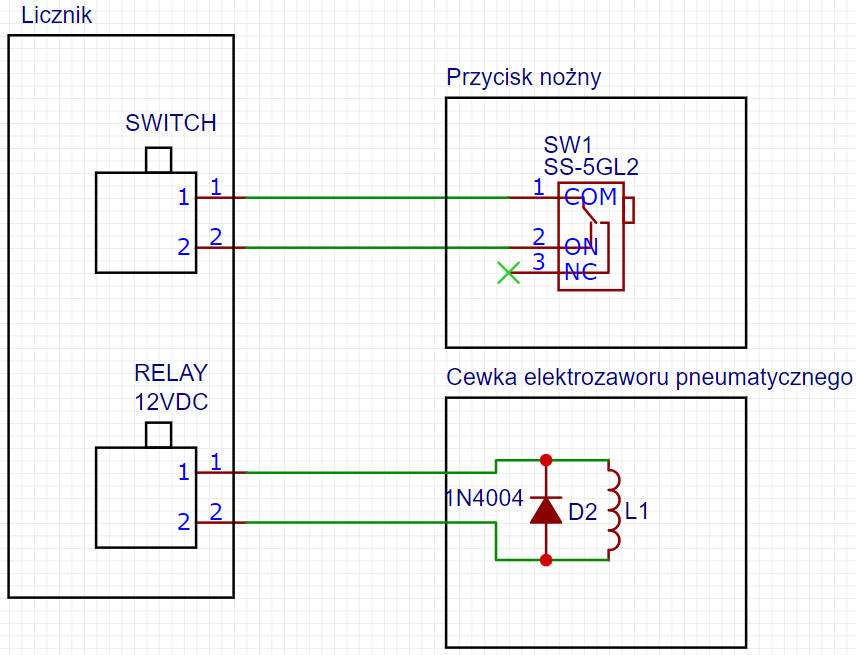 Licznik
SWITCH
1 1
2 2
Przycisk nożny
SW1
SS-5GL2
1 COM
2 ON
3 NC
RELAY
12VDC
1 1
2 2
Cewka elektrozaworu pneumatycznego
1N4004 D2 L1